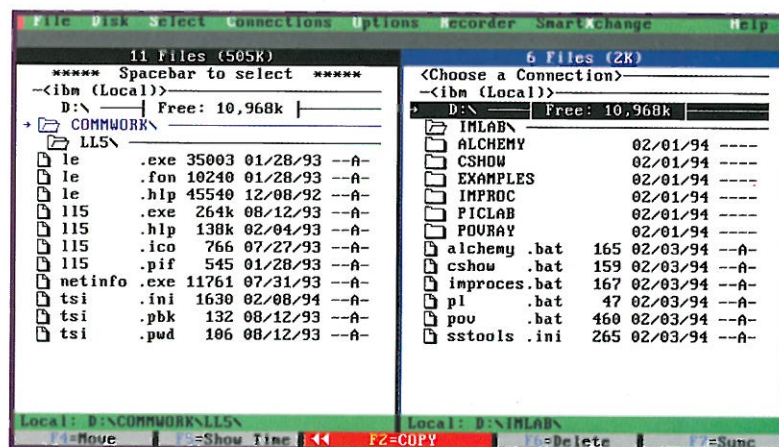 File Disk Select Connections Options Recorder SmartXchange Help
11 Files (505K)
***** Spacebar to select *****
<ibm (Local)>
D:\ Free: 10,968k
COMMWORK\
LL5\
le .exe 35003 01/28/93 --A-
le .fon 10240 01/28/93 --A-
le .hlp 45540 12/08/92 --A-
ll5 .exe 264k 08/12/93 --A-
ll5 .hlp 138k 02/04/93 --A-
ll5 .ico 766 07/27/93 --A-
ll5 .pif 545 01/28/93 --A-
netinfo .exe 11761 07/31/93 --A-
tsi .ini 1630 02/08/94 --A-
tsi .pbk 132 08/12/93 --A-
tsi .pwd 106 08/12/93 --A-
Local: D:\COMMWORK\LL5\
6 Files (2K)
<Choose a Connection>
<ibm (Local)>
D:\ Free: 10,968k
IMLAB\
ALCHEMY 02/01/94 ----
CSHOW 02/01/94 ----
EXAMPLES 02/01/94 ----
IMPROC 02/01/94 ----
PICLAB 02/01/94 ----
POVRAY 02/01/94 ----
alchemy .bat 165 02/03/94 --A-
cshow .bat 159 02/03/94 --A-
improces.bat 167 02/03/94 --A-
pl .bat 47 02/03/94 --A-
pov .bat 460 02/03/94 --A-
sstools .ini 265 02/03/94 --A-
Local: D:\IMLAB\
F4=Move F5=Show Time F2=COPY F6=Delete F7=Sync